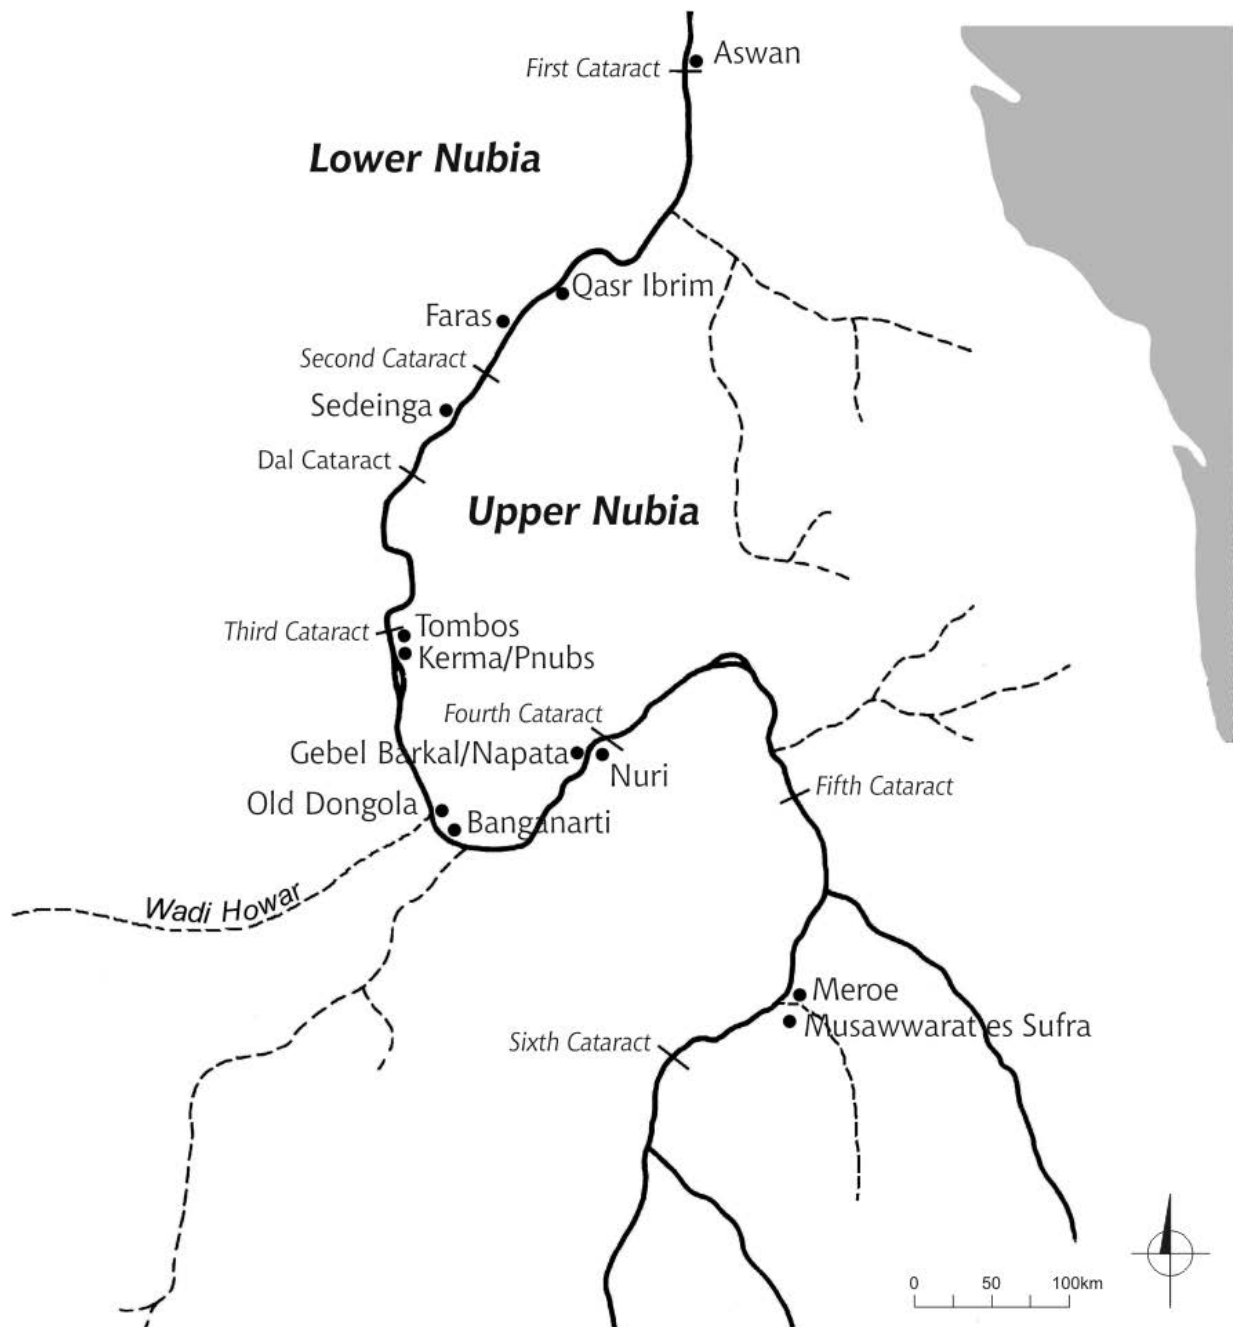 Aswan
First Cataract
Lower Nubia
Qasr Ibrim
Faras
Second Cataract
Sedeinga
Dal Cataract
Upper Nubia
Third Cataract
Tombos
Kerma/Pnubs
Fourth Cataract
Gebel Barkal/Napata
Nuri
Fifth Cataract
Old Dongola
Banganarti
Wadi Howar
Meroe
Musawwarat es Sufra
Sixth Cataract
0 50 100km